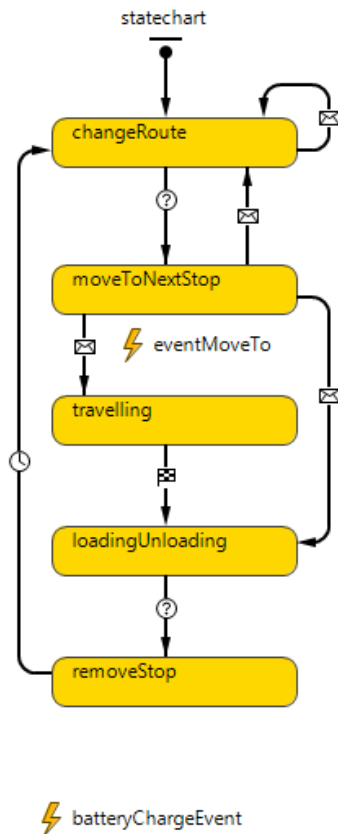 statechart
changeRoute
?
moveToNextStop
eventMoveTo
travelling
loadingUnloading
?
removeStop
batteryChargeEvent